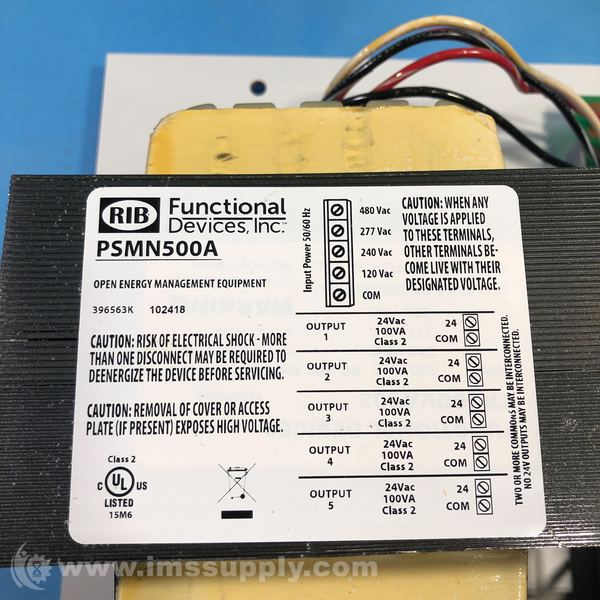 RIB
Functional
Devices, Inc.
PSMN500A
OPEN ENERGY MANAGEMENT EQUIPMENT
396563K 102418
CAUTION: RISK OF ELECTRICAL SHOCK - MORE
THAN ONE DISCONNECT MAY BE REQUIRED TO
DEENERGIZE THE DEVICE BEFORE SERVICING.
CAUTION: REMOVAL OF COVER OR ACCESS
PLATE (IF PRESENT) EXPOSES HIGH VOLTAGE.
Class 2
C UL US
LISTED
15M6
Input Power 50/60 Hz
480 Vac
277 Vac
240 Vac
120 Vac
COM
CAUTION: WHEN ANY
VOLTAGE IS APPLIED
TO THESE TERMINALS,
OTHER TERMINALS BE-
COME LIVE WITH THEIR
DESIGNATED VOLTAGE.
OUTPUT 1
24Vac 100VA Class 2
24
COM
OUTPUT 2
24Vac 100VA Class 2
24
COM
OUTPUT 3
24Vac 100VA Class 2
24
COM
OUTPUT 4
24Vac 100VA Class 2
24
COM
OUTPUT 5
24Vac 100VA Class 2
24
COM
TWO OR MORE COMMONS MAY BE INTERCONNECTED.
NO 24V OUTPUTS MAY BE INTERCONNECTED.
www.imssupply.com